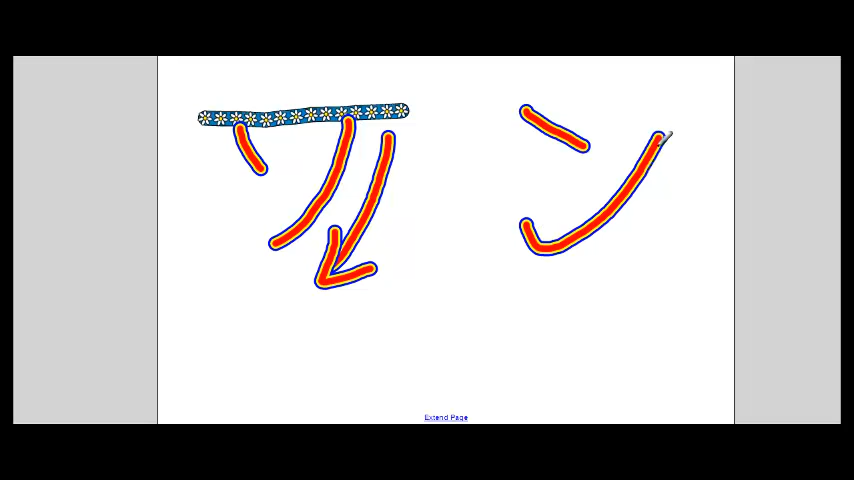 ソ ン
Extend Page